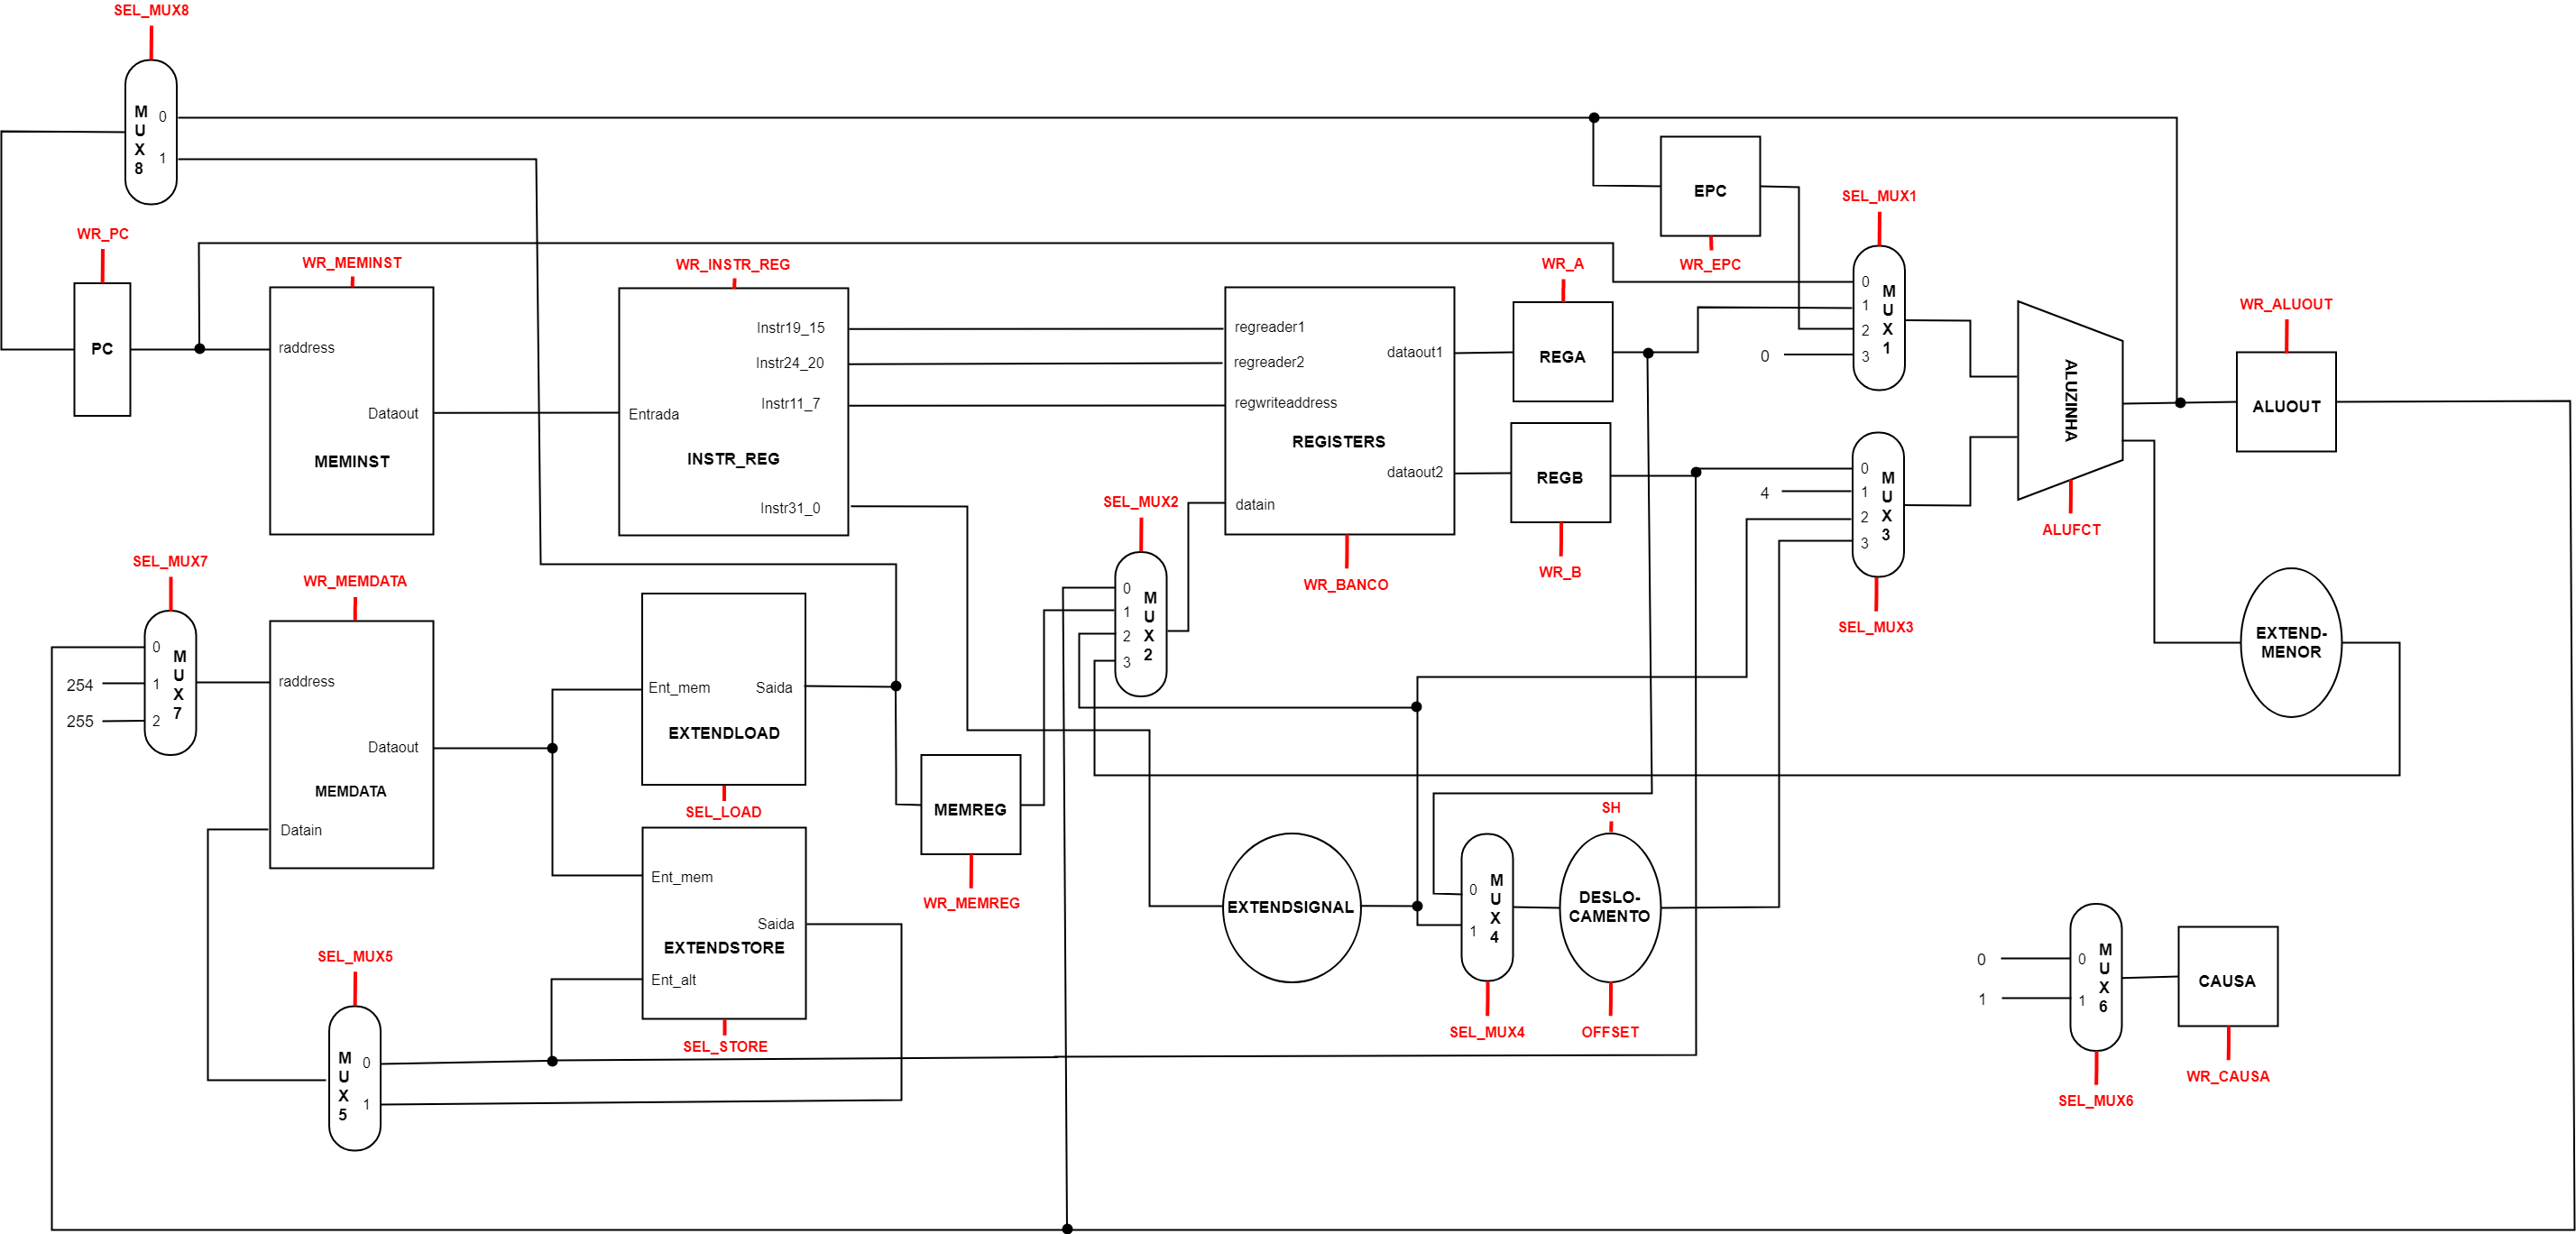 SEL_MUX8
M
U
X
8
0
1
WR_PC
PC
WR_MEMINST
raddress
Dataout
MEMINST
WR_INSTR_REG
Instr19_15
Instr24_20
Instr11_7
Entrada
INSTR_REG
Instr31_0
regreader1
regreader2
regwriteaddress
dataout1
REGISTERS
dataout2
datain
WR_BANCO
WR_A
REGA
REGB
WR_B
EPC
WR_EPC
SEL_MUX1
0
1
2
3
M
U
X
1
0
4
0
1
2
3
M
U
X
3
SEL_MUX3
ALUZINHA
ALUFCT
WR_ALUOUT
ALUOUT
EXTEND-
MENOR
SEL_MUX2
0
1
2
3
M
U
X
2
SEL_MUX7
0
1
2
M
U
X
7
254
255
WR_MEMDATA
raddress
Dataout
MEMDATA
Datain
Ent_mem
Saida
EXTENDLOAD
SEL_LOAD
Ent_mem
Saida
EXTENDSTORE
Ent_alt
SEL_STORE
MEMREG
WR_MEMREG
SEL_MUX5
M
U
X
5
0
1
EXTENDSIGNAL
0
1
M
U
X
4
SEL_MUX4
SH
DESLO-
CAMENTO
OFFSET
0
1
0
1
M
U
X
6
SEL_MUX6
CAUSA
WR_CAUSA